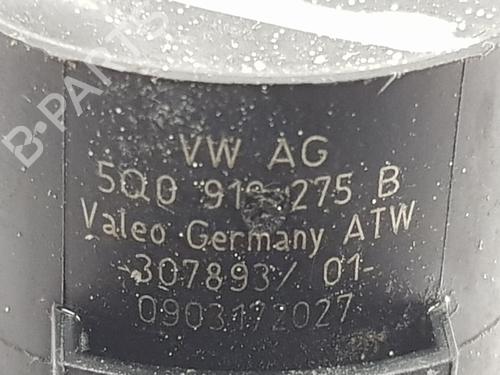 B-PARTS
VW AG
5Q0 919 275 B
Valeo Germany ATW
-307893/ 01-
0903172027